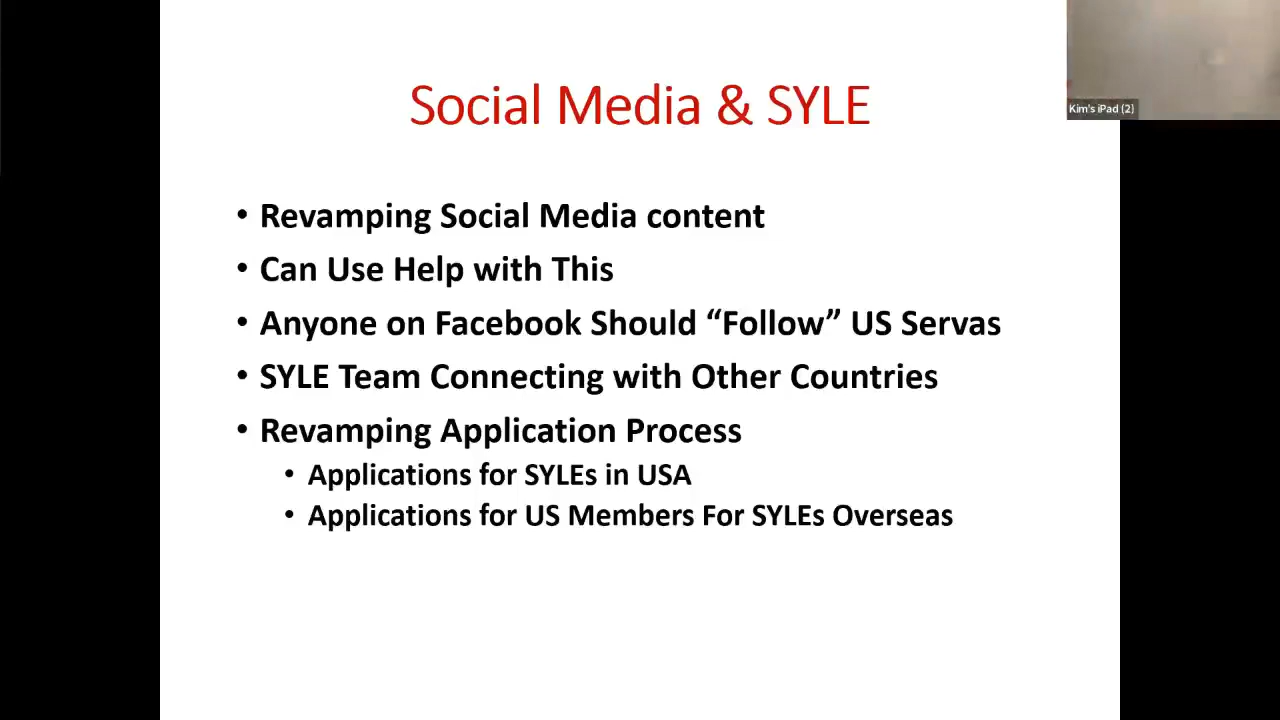 Social Media & SYLE
Kim's iPad (2)
• Revamping Social Media content
• Can Use Help with This
• Anyone on Facebook Should “Follow” US Servas
• SYLE Team Connecting with Other Countries
• Revamping Application Process
• Applications for SYLEs in USA
• Applications for US Members For SYLEs Overseas